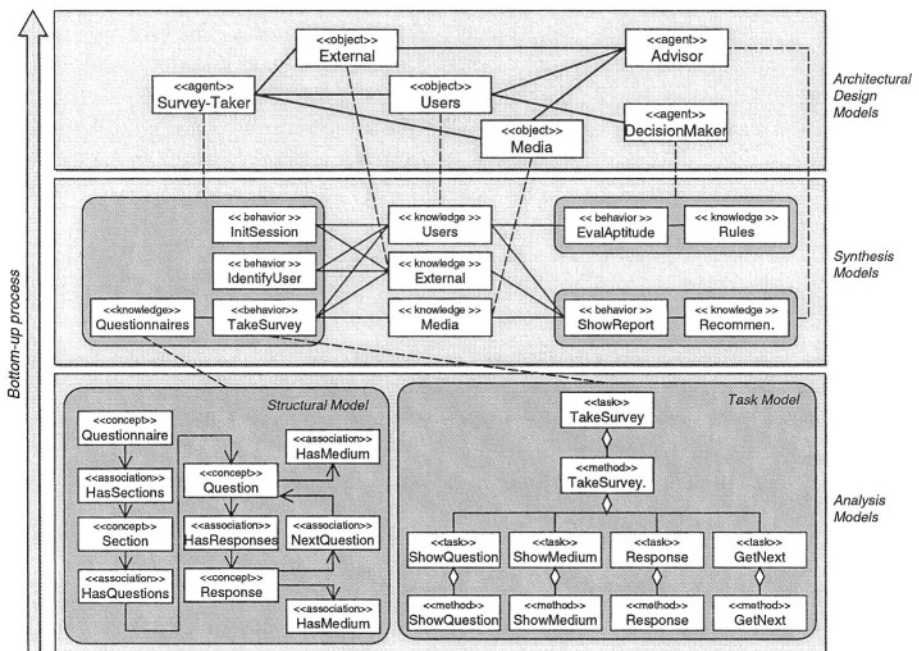 <<object>>
External
<<agent>>
Advisor
<<agent>>
Survey-Taker
<<object>>
Users
<<agent>>
DecisionMaker
<<object>>
Media
Architectural
Design
Models
<< behavior >>
InitSession
<< knowledge >>
Users
<< behavior >>
EvalAptitude
<< knowledge >>
Rules
<< behavior >>
IdentifyUser
<< knowledge >>
External
Synthesis
Models
<<knowledge>>
Questionnaires
<<behavior>>
TakeSurvey
<< knowledge >>
Media
<< behavior >>
ShowReport
<< knowledge >>
Recommen.
Bottom-up process
Structural Model
<<concept>>
Questionnaire
<<association>>
HasMedium
<<concept>>
Question
<<association>>
HasSections
<<association>>
HasResponses
<<association>>
NextQuestion
<<concept>>
Section
<<concept>>
Response
<<association>>
HasQuestions
<<association>>
HasMedium
Task Model
<<task>>
TakeSurvey
<<method>>
TakeSurvey.
<<task>>
ShowQuestion
<<task>>
ShowMedium
<<task>>
Response
<<task>>
GetNext
<<method>>
ShowQuestion
<<method>>
ShowMedium
<<method>>
Response
<<method>>
GetNext
Analysis
Models